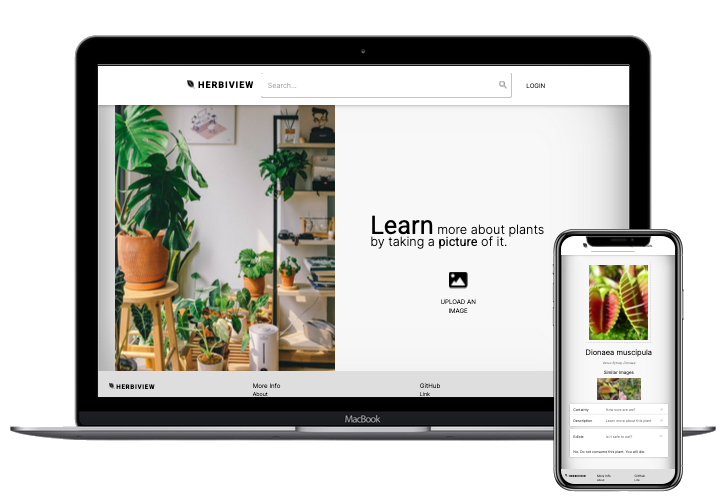 HERBIVIEW
Search...
LOGIN
Learn more about plants
by taking a picture of it.
UPLOAD AN
IMAGE
HERBIVIEW
More Info
GitHub
About
Link
MacBook
Dionaea muscipula
Similar Images
Certainty
How sure are we?
Description
Learn more about this plant
Edible
Is it safe to eat?
No. Do not consume this plant. You will die.
HERBIVIEW
More Info
GitHub
About
Link